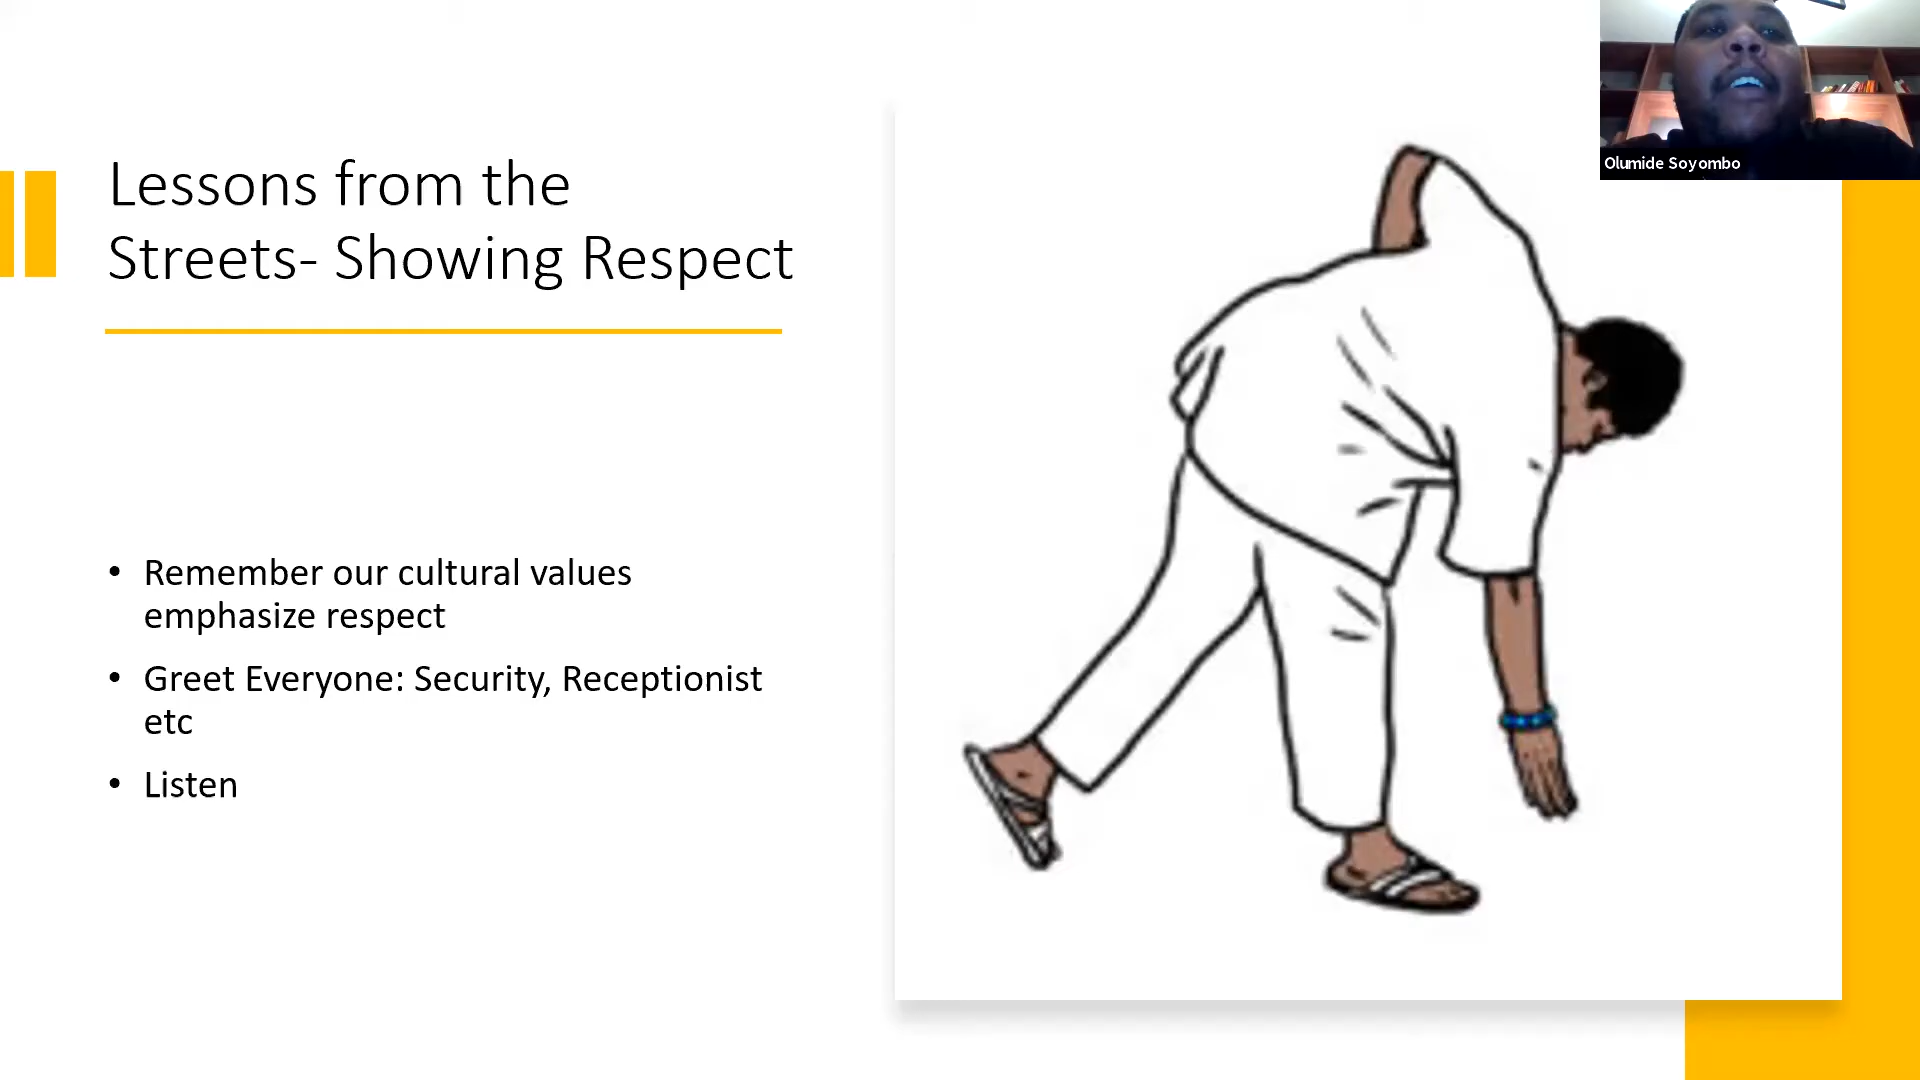 Lessons from the
Streets- Showing Respect
• Remember our cultural values
emphasize respect
• Greet Everyone: Security, Receptionist
etc
• Listen
Olumide Soyombo